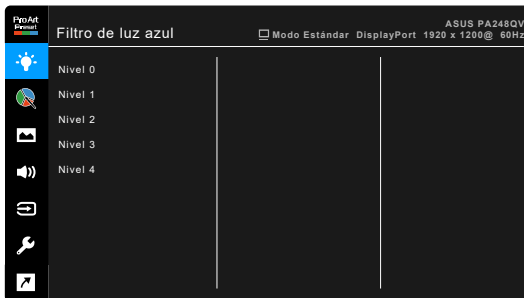 ProArt
Preset
Filtro de luz azul
ASUS PA248QV
Modo Estándar DisplayPort 1920 x 1200@ 60Hz
Nivel 0
Nivel 1
Nivel 2
Nivel 3
Nivel 4